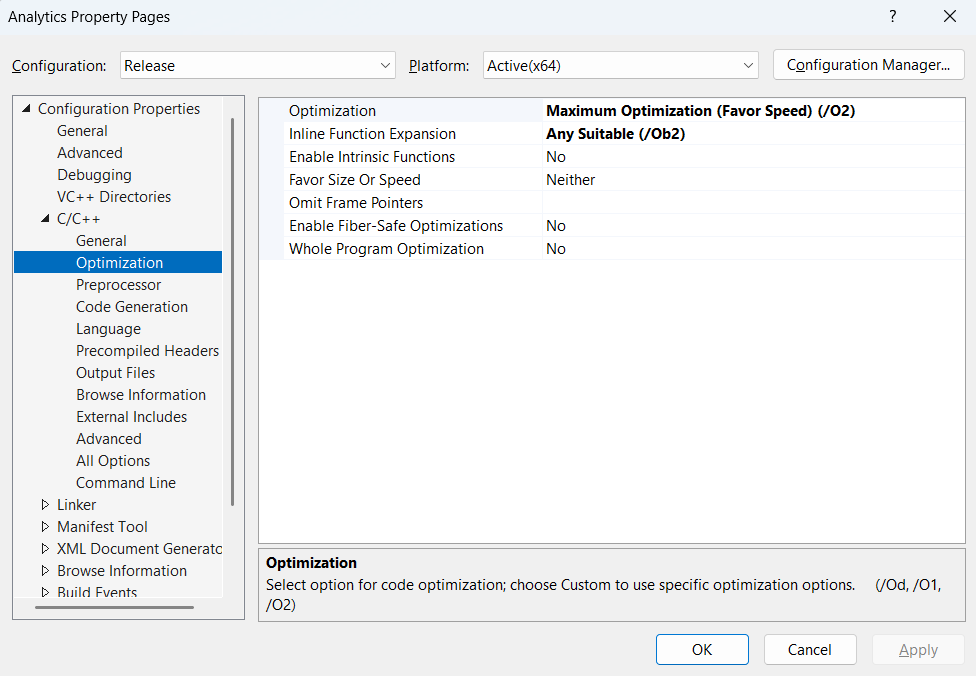 Analytics Property Pages
?
Configuration: Release Platform: Active(x64) Configuration Manager...
Configuration Properties
General
Advanced
Debugging
VC++ Directories
C/C++
General
Optimization
Preprocessor
Code Generation
Language
Precompiled Headers
Output Files
Browse Information
External Includes
Advanced
All Options
Command Line
Linker
Manifest Tool
XML Document Generato
Browse Information
Build Events
Optimization Maximum Optimization (Favor Speed) (/O2)
Inline Function Expansion Any Suitable (/Ob2)
Enable Intrinsic Functions No
Favor Size Or Speed Neither
Omit Frame Pointers
Enable Fiber-Safe Optimizations No
Whole Program Optimization No
Optimization
Select option for code optimization; choose Custom to use specific optimization options. (/Od, /O1,
/O2)
OK Cancel Apply